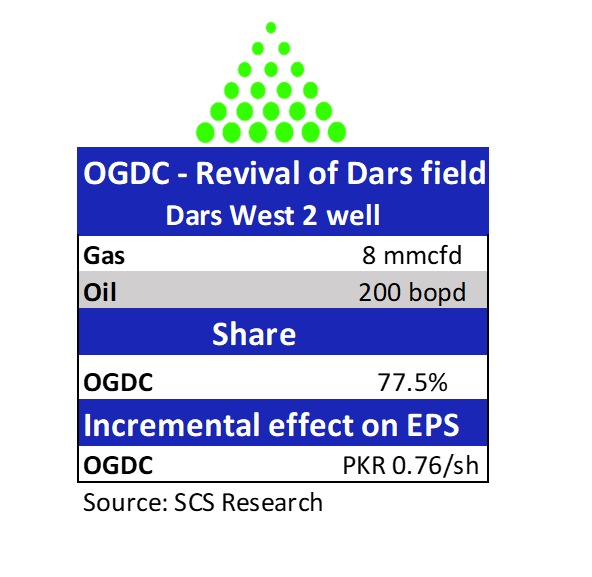 OGDC - Revival of Dars field
Dars West 2 well
Gas 8 mmcfd
Oil 200 bopd
Share
OGDC 77.5%
Incremental effect on EPS
OGDC PKR 0.76/sh
Source: SCS Research